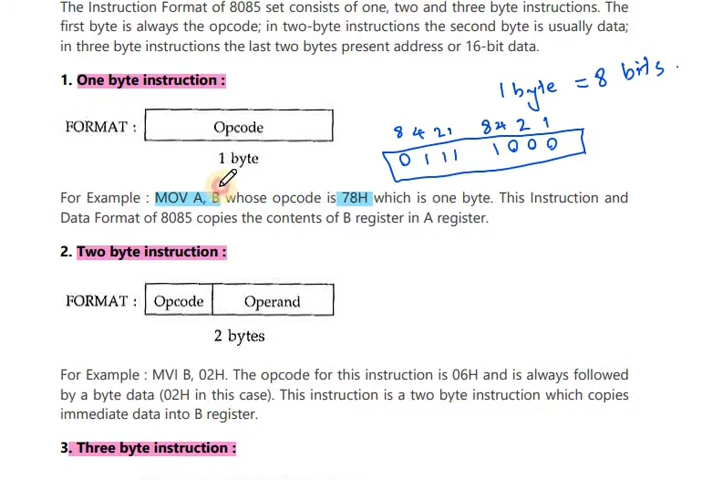 The Instruction Format of 8085 set consists of one, two and three byte instructions. The
first byte is always the opcode; in two-byte instructions the second byte is usually data;
in three byte instructions the last two bytes present address or 16-bit data.
1. One byte instruction :
1 byte = 8 bits.
FORMAT :
Opcode
8 4 2 1 8 4 2 1
0 1 1 1 1 0 0 0
1 byte
For Example : MOV A, B whose opcode is 78H which is one byte. This Instruction and
Data Format of 8085 copies the contents of B register in A register.
2. Two byte instruction :
FORMAT : Opcode Operand
2 bytes
For Example : MVI B, 02H. The opcode for this instruction is 06H and is always followed
by a byte data (02H in this case). This instruction is a two byte instruction which copies
immediate data into B register.
3. Three byte instruction :